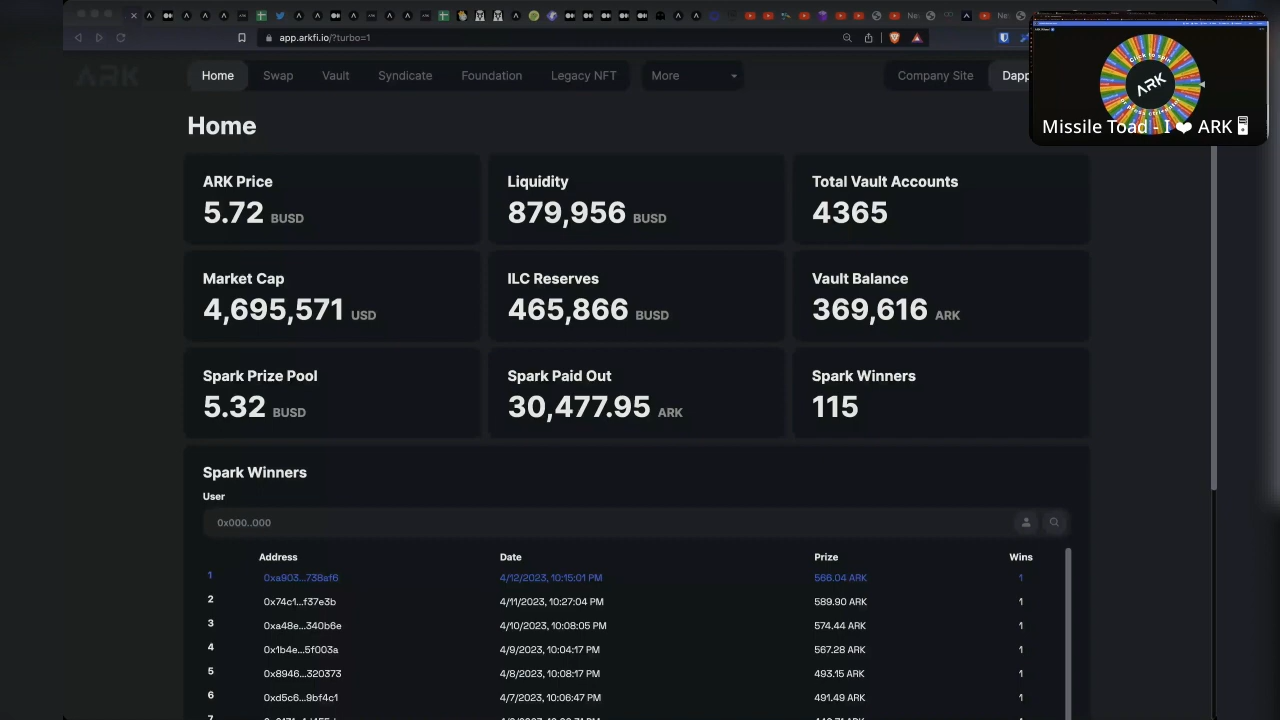 app.arkfi.io/?turbo=1
ARK
Home
Swap
Vault
Syndicate
Foundation
Legacy NFT
More
Company Site
Click to spin
ARK
Missile Toad - I ❤ ARK 🖥
Home
ARK Price
5.72 BUSD
Liquidity
879,956 BUSD
Total Vault Accounts
4365
Market Cap
4,695,571 USD
ILC Reserves
465,866 BUSD
Vault Balance
369,616 ARK
Spark Prize Pool
5.32 BUSD
Spark Paid Out
30,477.95 ARK
Spark Winners
115
Spark Winners
User
0x000..000
Address Date Prize Wins
1 0xa903...738af6 4/12/2023, 10:15:01 PM 566.04 ARK 1
2 0x74c1...f37e3b 4/11/2023, 10:27:04 PM 589.90 ARK 1
3 0xa48e...340b6e 4/10/2023, 10:08:05 PM 574.44 ARK 1
4 0x1b4e...5f003a 4/9/2023, 10:04:17 PM 567.28 ARK 1
5 0x8946...320373 4/8/2023, 10:08:17 PM 493.15 ARK 1
6 0xd5c6...9bf4c1 4/7/2023, 10:06:47 PM 491.49 ARK 1